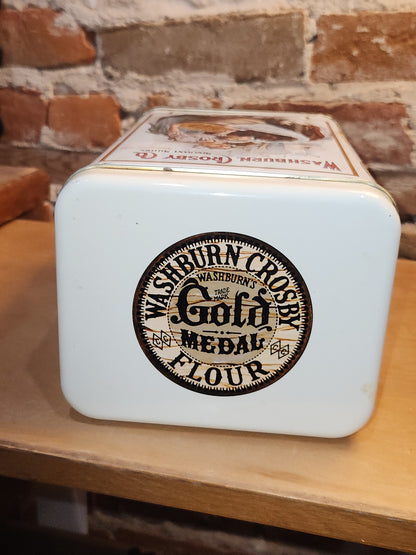 WASHBURN CROSBY CO.
WASHBURN CROSBY
WASHBURN'S
TRADE
MARK
Gold
MEDAL
FLOUR